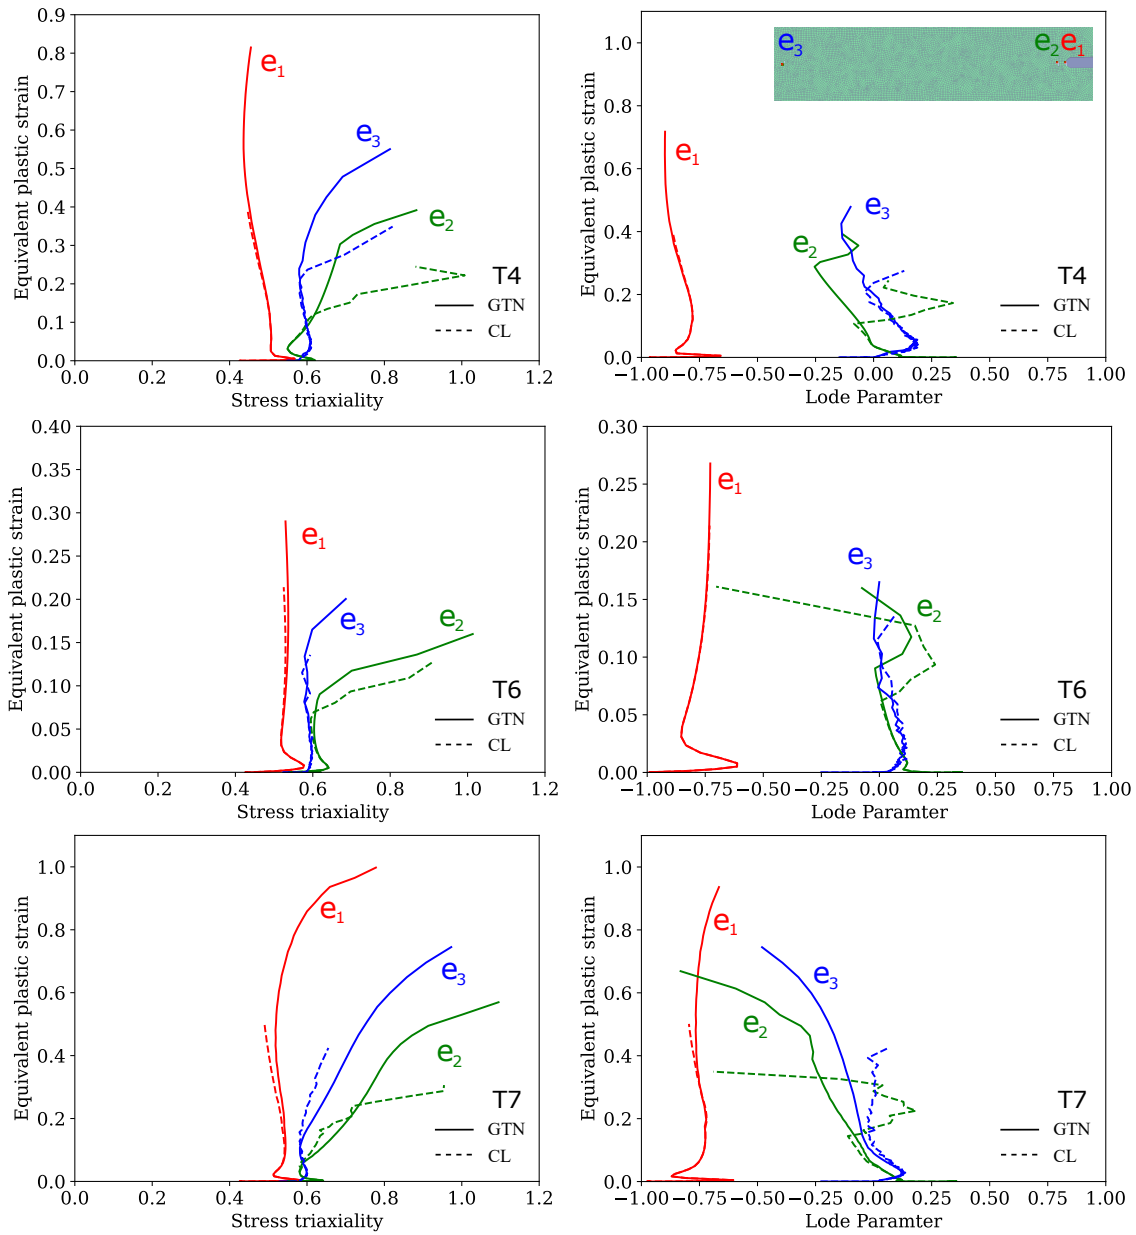 0.9
0.8
0.7
0.6
0.5
0.4
0.3
0.2
0.1
0.0
Equivalent plastic strain
e1
e3
e2
T4
GTN
CL
0.0 0.2 0.4 0.6 0.8 1.0 1.2
Stress triaxiality
1.0
0.8
0.6
0.4
0.2
0.0
Equivalent plastic strain
e3 e2 e1
e1
e3
e2
T4
GTN
CL
−1.00 −0.75 −0.50 −0.25 0.00 0.25 0.50 0.75 1.00
Lode Paramter
0.40
0.35
0.30
0.25
0.20
0.15
0.10
0.05
0.00
Equivalent plastic strain
e1
e3
e2
T6
GTN
CL
0.0 0.2 0.4 0.6 0.8 1.0 1.2
Stress triaxiality
0.30
0.25
0.20
0.15
0.10
0.05
0.00
Equivalent plastic strain
e1
e3
e2
T6
GTN
CL
−1.00 −0.75 −0.50 −0.25 0.00 0.25 0.50 0.75 1.00
Lode Paramter
1.0
0.8
0.6
0.4
0.2
0.0
Equivalent plastic strain
e1
e3
e2
T7
GTN
CL
0.0 0.2 0.4 0.6 0.8 1.0 1.2
Stress triaxiality
1.0
0.8
0.6
0.4
0.2
0.0
Equivalent plastic strain
e1
e3
e2
T7
GTN
CL
−1.00 −0.75 −0.50 −0.25 0.00 0.25 0.50 0.75 1.00
Lode Paramter